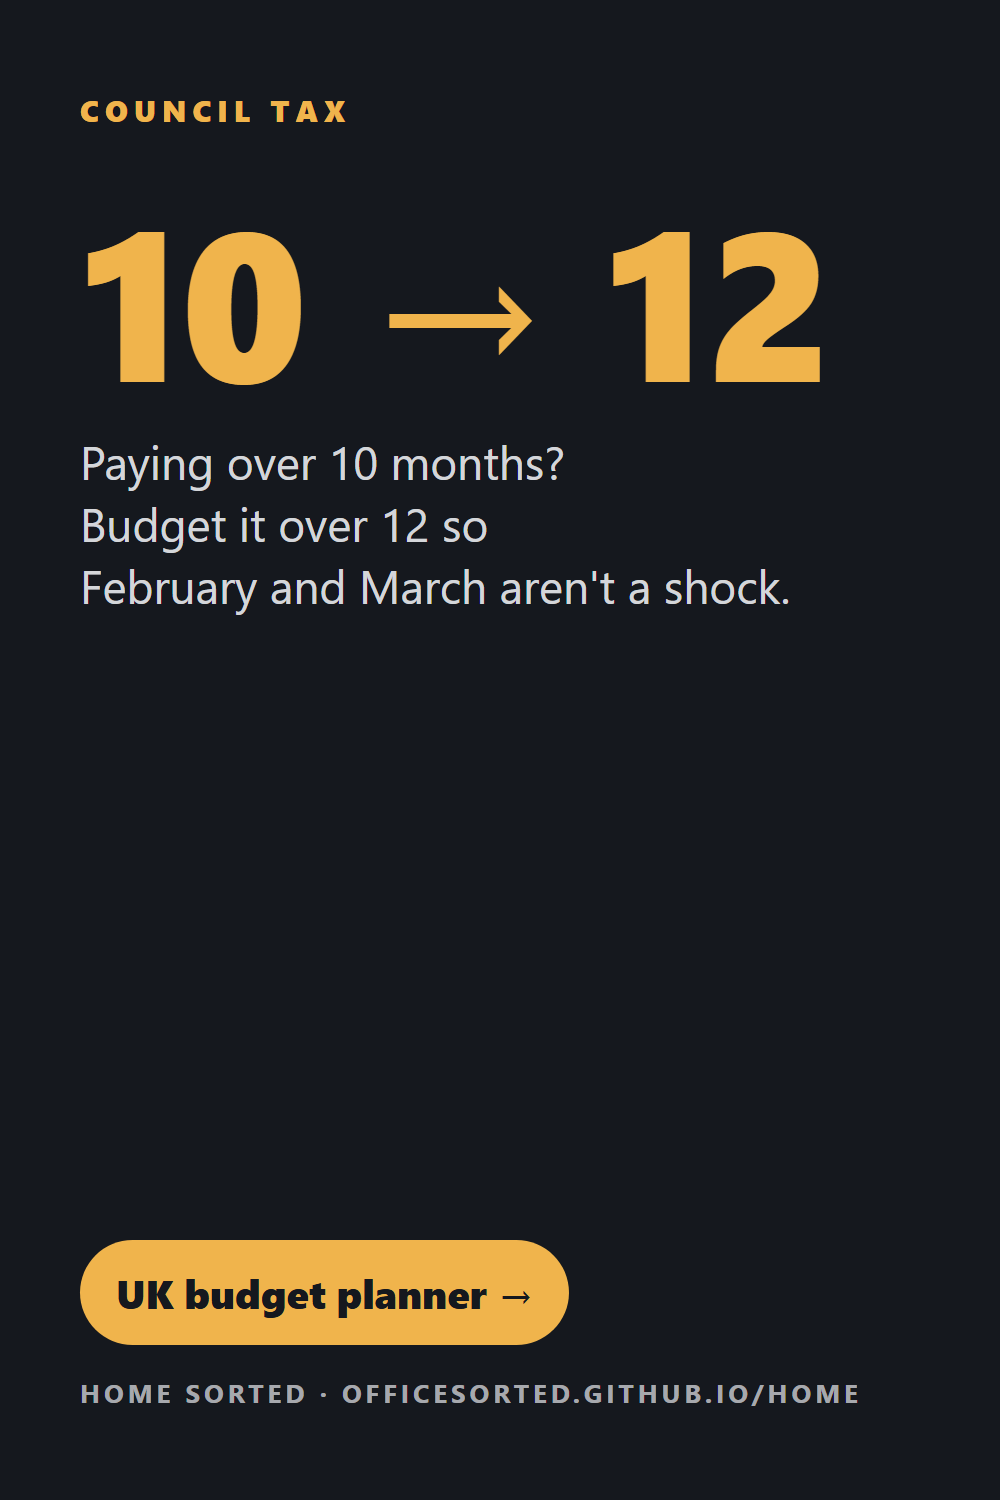 COUNCIL TAX
10 → 12
Paying over 10 months?
Budget it over 12 so
February and March aren't a shock.
UK budget planner →
HOME SORTED · OFFICESORTED.GITHUB.IO/HOME